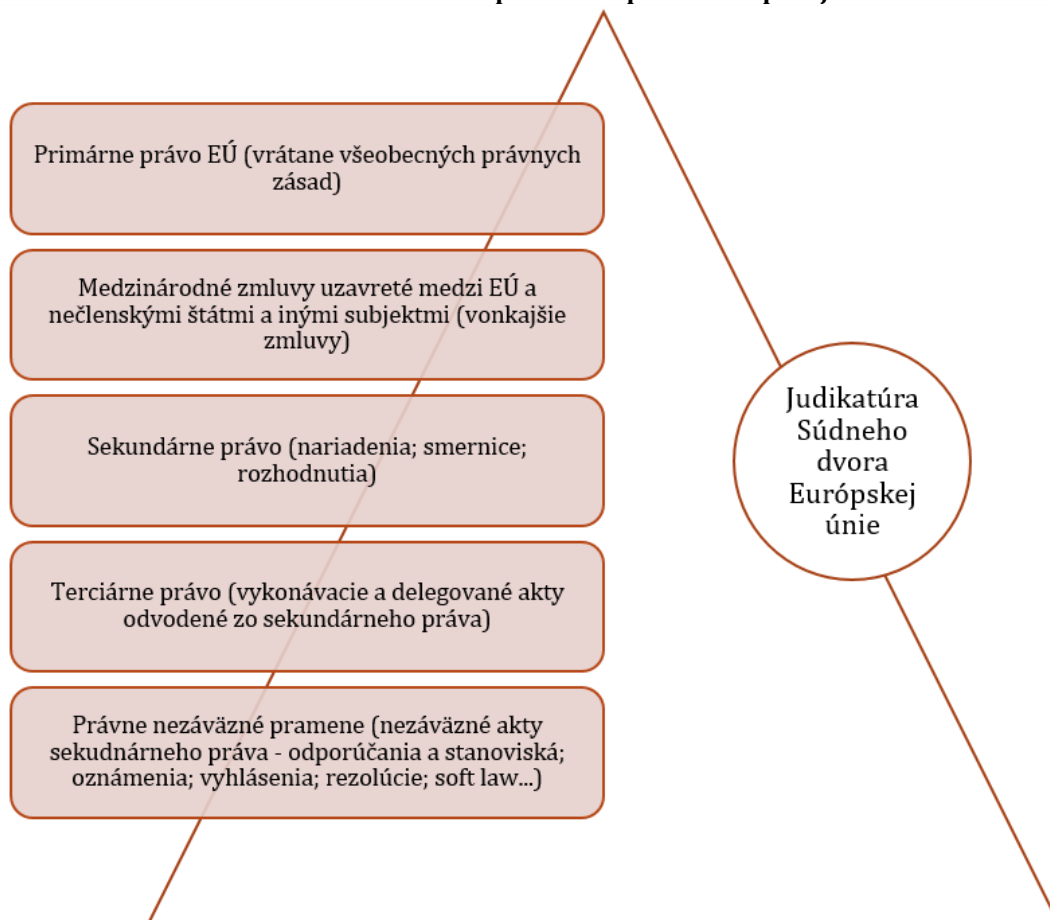 Primárne právo EÚ (vrátane všeobecných právnych
zásad)
Medzinárodné zmluvy uzavreté medzi EÚ a
nečlenskými štátmi a inými subjektmi (vonkajšie
zmluvy)
Sekundárne právo (nariadenia; smernice;
rozhodnutia)
Terciárne právo (vykonávacie a delegované akty
odvodené zo sekundárneho práva)
Právne nezáväzné pramene (nezáväzné akty
sekudnárneho práva - odporúčania a stanoviská;
oznámenia; vyhlásenia; rezolúcie; soft law...)
Judikatúra
Súdneho
dvora
Európskej
únie